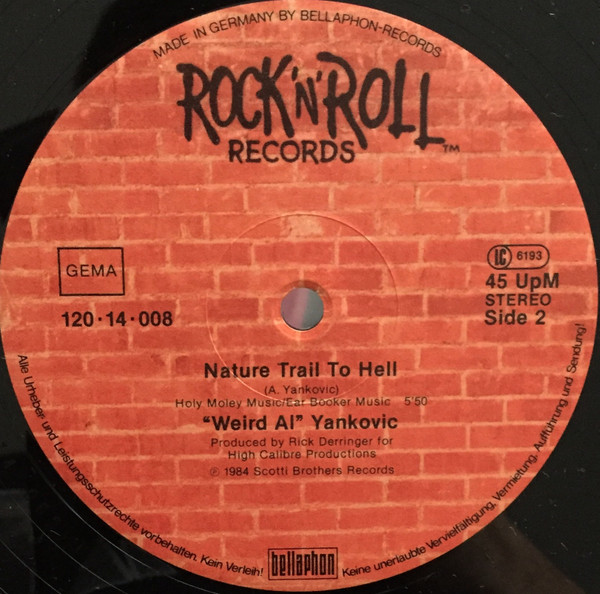 MADE IN GERMANY BY BELLAPHON-RECORDS
ROCK 'N' ROLL™
RECORDS
GEMA
120·14·008
LC 6193
45 UpM
STEREO
Side 2
Nature Trail To Hell
(A. Yankovic)
Holy Moley Music/Ear Booker Music 5'50
“Weird Al” Yankovic
Produced by Rick Derringer for
High Calibre Productions
℗ 1984 Scotti Brothers Records
Alle Urheber- und Leistungsschutzrechte vorbehalten. Kein Verleih!
bellaphon
Keine unerlaubte Vervielfältigung, Vermietung, Aufführung und Sendung!